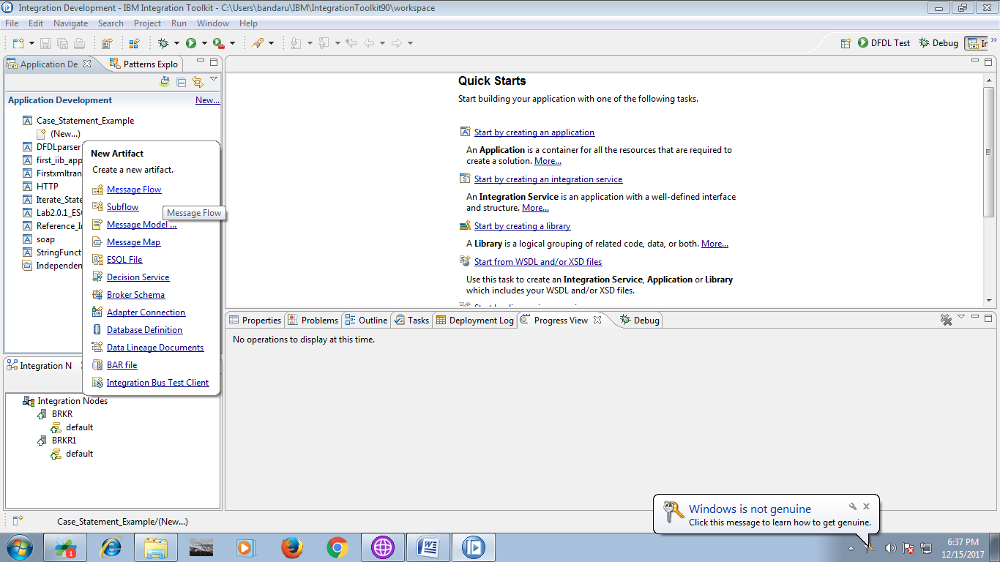 Integration Development - IBM Integration Toolkit - C:\Users\bandaru\IBM\IntegrationToolkit90\workspace
File Edit Navigate Search Project Run Window Help
DFDL Test Debug In
Application De Patterns Explo
Application Development New...
Case_Statement_Example
(New...)
DFDLparser
first_iib_app
Firstxmltran
HTTP
Iterate_State
Lab2.0.1_ESQ
Reference_In
soap
StringFunct
Independen
New Artifact
Create a new artifact.
Message Flow
Subflow
Message Flow
Message Model ...
Message Map
ESQL File
Decision Service
Broker Schema
Adapter Connection
Database Definition
Data Lineage Documents
BAR file
Integration Bus Test Client
Quick Starts
Start building your application with one of the following tasks.
Start by creating an application
An Application is a container for all the resources that are required to
create a solution. More...
Start by creating an integration service
An Integration Service is an application with a well-defined interface
and structure. More...
Start by creating a library
A Library is a logical grouping of related code, data, or both. More...
Start from WSDL and/or XSD files
Use this task to create an Integration Service, Application or Library
which includes your WSDL and/or XSD files.
Properties Problems Outline Tasks Deployment Log Progress View Debug
No operations to display at this time.
Integration N
Integration Nodes
BRKR
default
BRKR1
default
Case_Statement_Example/(New...)
Windows is not genuine
Click this message to learn how to get genuine.
1
6:37 PM
12/15/2017